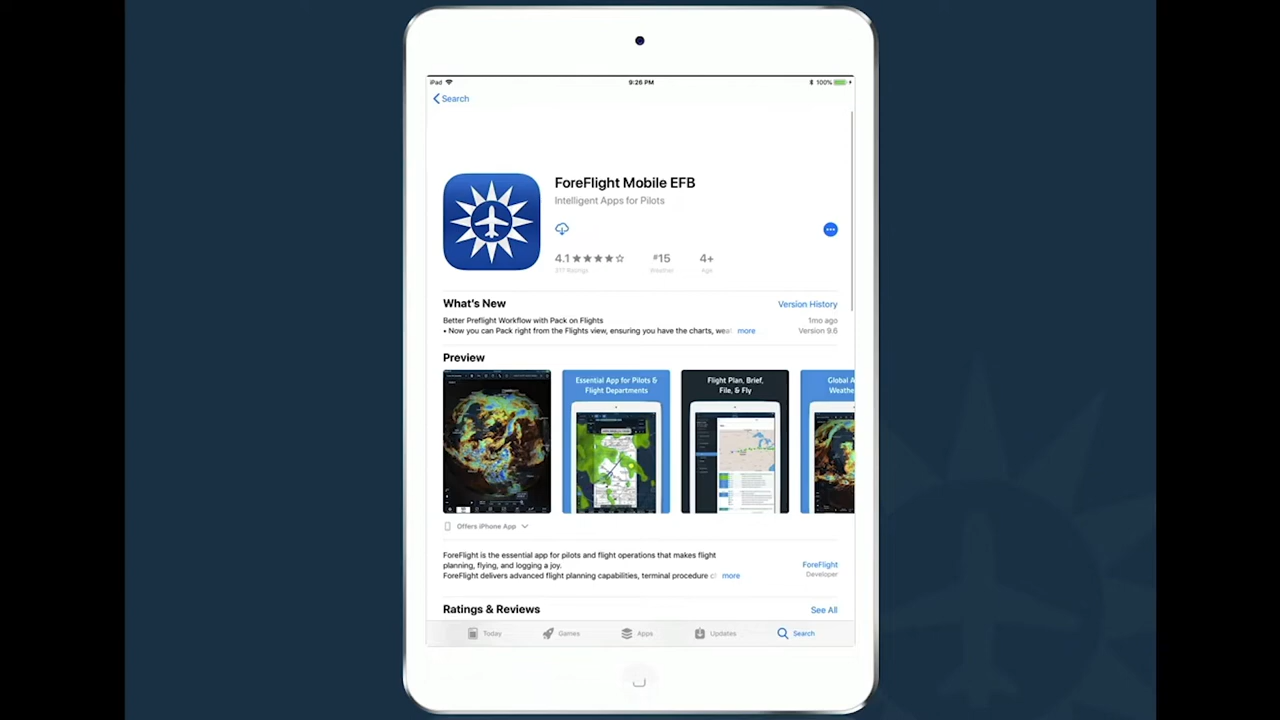 iPad
9:26 PM
100%
Search
ForeFlight Mobile EFB
Intelligent Apps for Pilots
4.1 ★★★★☆
#15
4+
Age
What's New
Version History
Better Preflight Workflow with Pack on Flights
1mo ago
• Now you can Pack right from the Flights view, ensuring you have the charts, wea
more
Version 9.6
Preview
Essential App for Pilots &
Flight Departments
Flight Plan, Brief,
File, & Fly
Global A
Weathe
Offers iPhone App
ForeFlight is the essential app for pilots and flight operations that makes flight
planning, flying, and logging a joy.
ForeFlight delivers advanced flight planning capabilities, terminal procedure c
more
ForeFlight
Developer
Ratings & Reviews
See All
Today
Games
Apps
Updates
Search